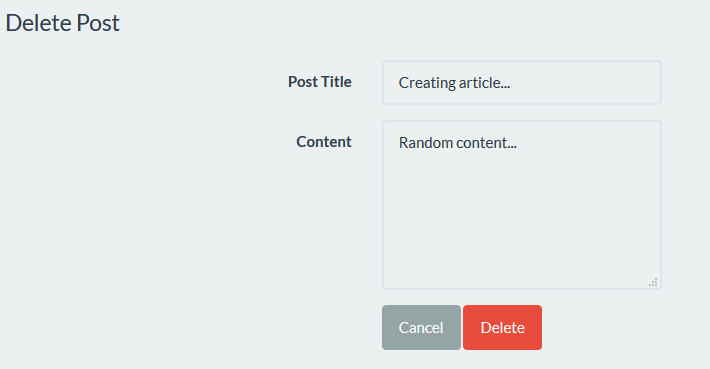 Delete Post
Post Title
Creating article...
Content
Random content...
Cancel
Delete